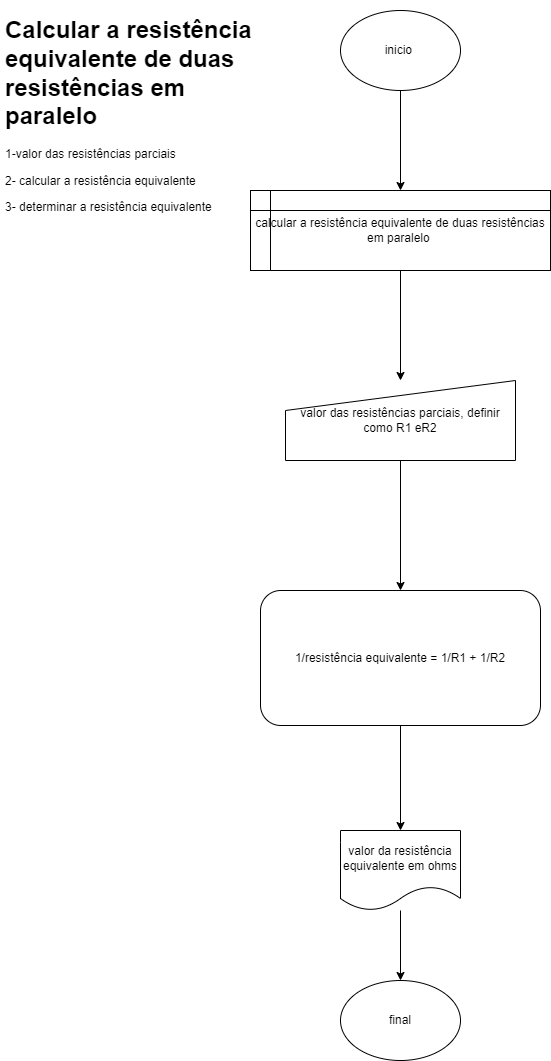 Calcular a resistência
equivalente de duas
resistências em
paralelo
1-valor das resistências parciais
2- calcular a resistência equivalente
3- determinar a resistência equivalente
inicio
calcular a resistência equivalente de duas resistências
em paralelo
valor das resistências parciais, definir
como R1 eR2
1/resistência equivalente = 1/R1 + 1/R2
valor da resistência
equivalente em ohms
final